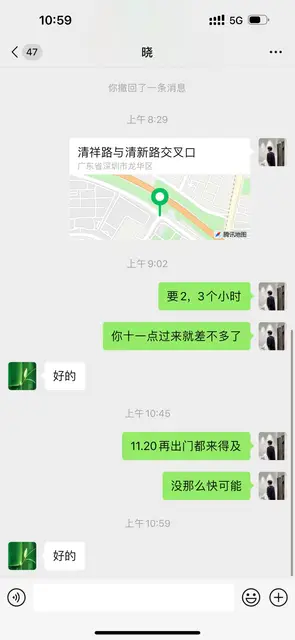 10:59
5G
47
晓
你撤回了一条消息
上午 8:29
清祥路与清新路交叉口
广东省深圳市龙华区
腾讯地图
上午 9:02
要2，3个小时
你十一点过来就差不多了
好的
上午 10:45
11.20再出门都来得及
没那么快可能
上午 10:59
好的